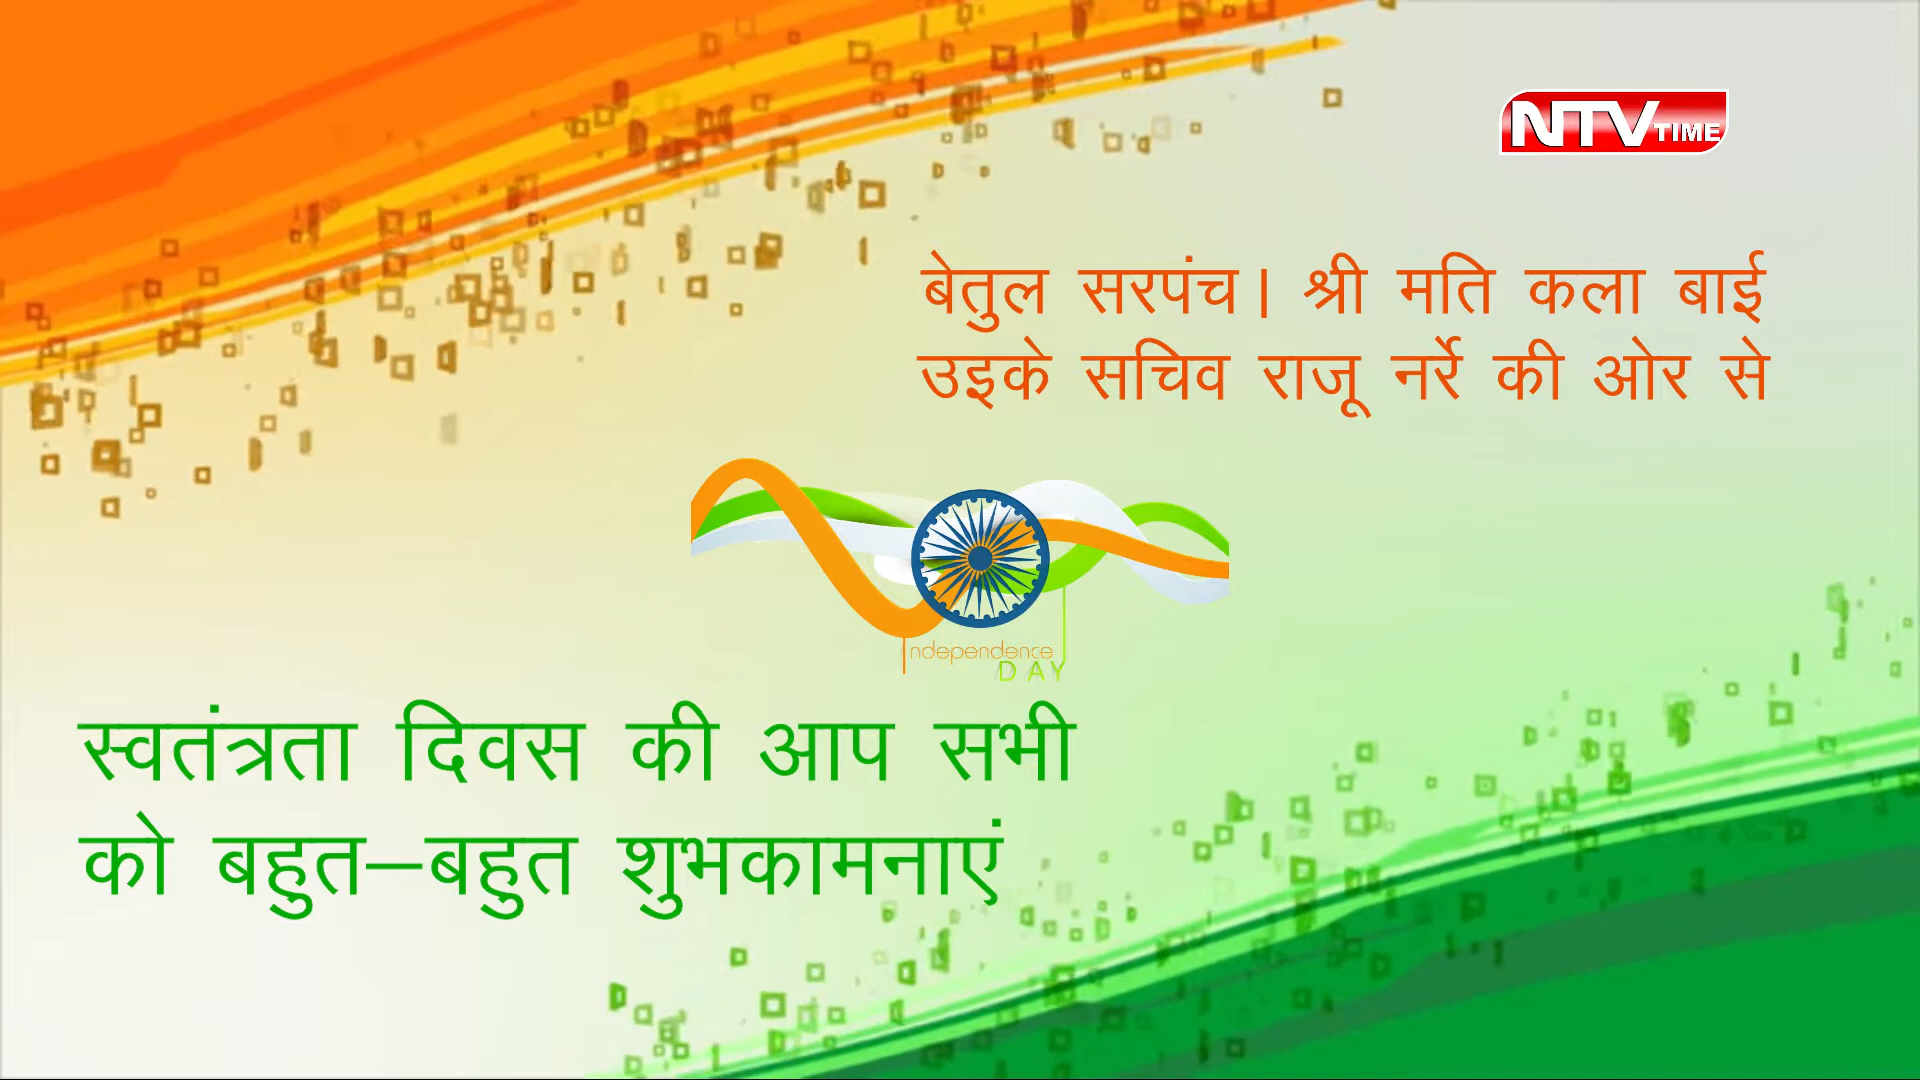 NTV TIME
बेतुल सरपंच। श्री मति कला बाई
उइके सचिव राजू नर्रे की ओर से
Independence
DAY
स्वतंत्रता दिवस की आप सभी
को बहुत–बहुत शुभकामनाएं